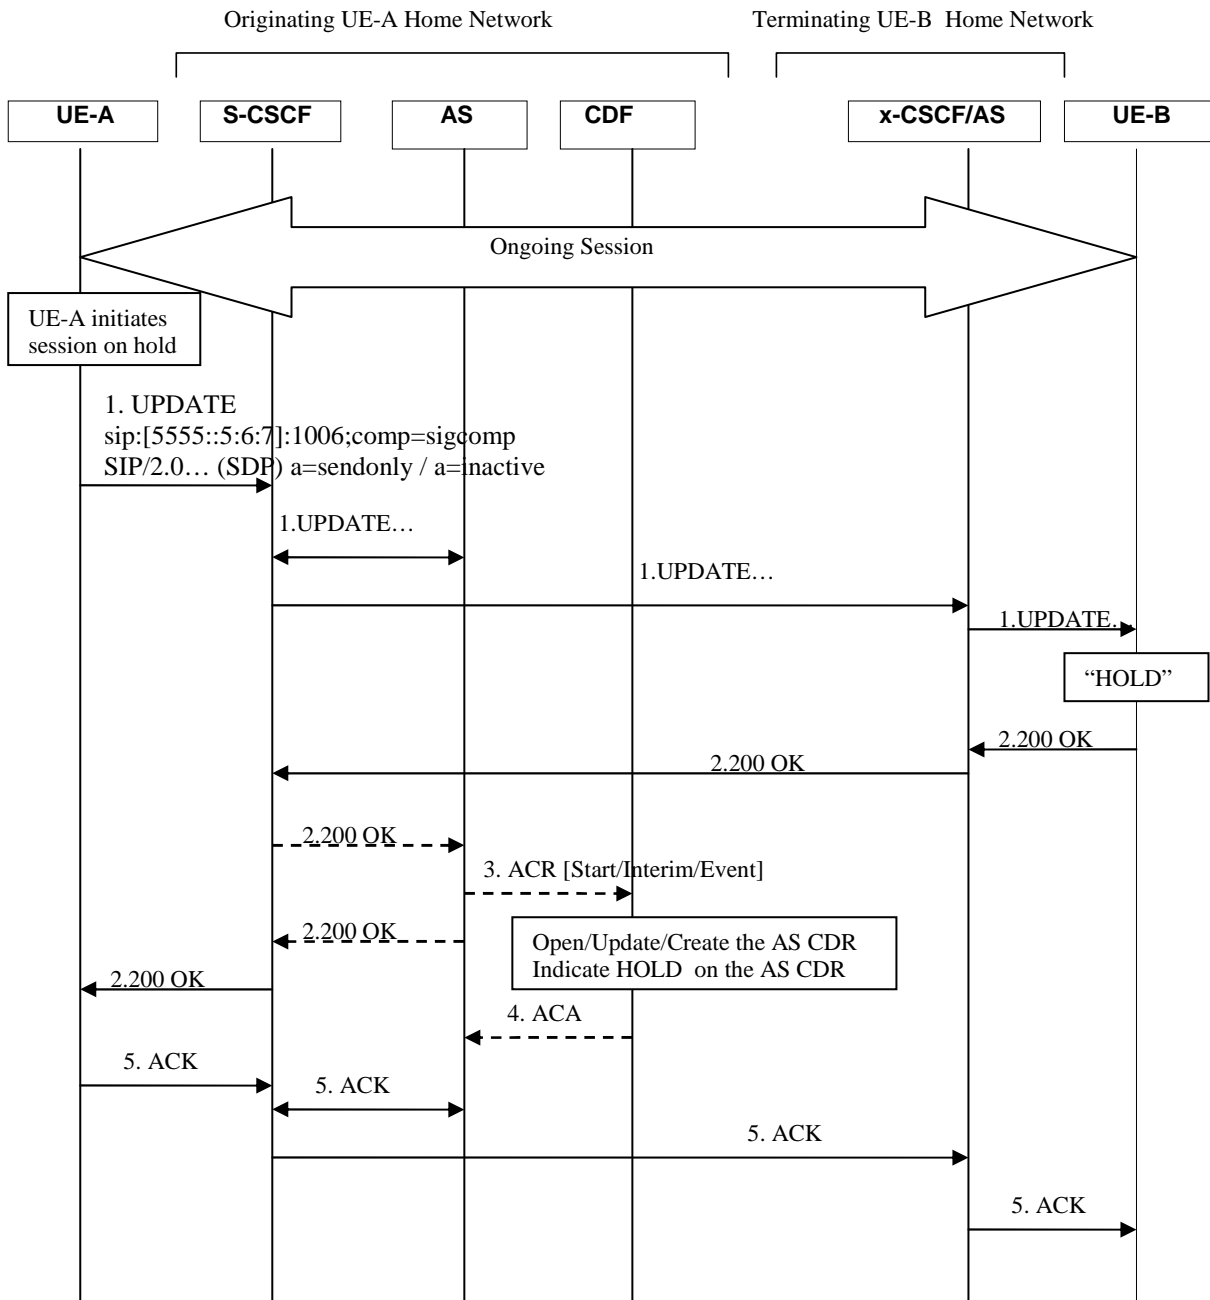 Originating UE-A Home Network
Terminating UE-B  Home Network
UE-A
S-CSCF
AS
CDF
x-CSCF/AS
UE-B
Ongoing Session
UE-A initiates
session on hold
1. UPDATE
sip:[5555::5:6:7]:1006;comp=sigcomp
SIP/2.0… (SDP) a=sendonly / a=inactive
1.UPDATE…
1.UPDATE…
1.UPDATE…
“HOLD”
2.200 OK
2.200 OK
2.200 OK
3. ACR [Start/Interim/Event]
2.200 OK
Open/Update/Create the AS CDR
Indicate HOLD  on the AS CDR
2.200 OK
4. ACA
5. ACK
5. ACK
5. ACK
5. ACK